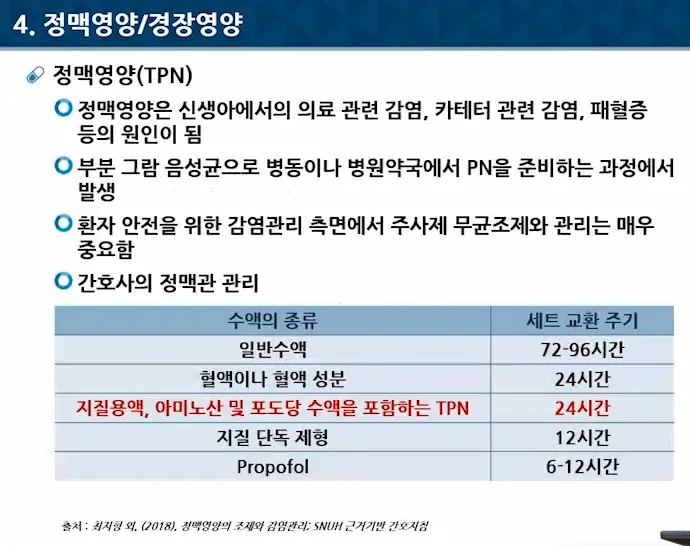 4. 정맥영양/경장영양
정맥영양(TPN)
정맥영양은 신생아에서의 의료 관련 감염, 카테터 관련 감염, 패혈증
등의 원인이 됨
부분 그람 음성균으로 병동이나 병원약국에서 PN을 준비하는 과정에서
발생
환자 안전을 위한 감염관리 측면에서 주사제 무균조제와 관리는 매우
중요함
간호사의 정맥관 관리
수액의 종류 세트 교환 주기
일반수액 72-96시간
혈액이나 혈액 성분 24시간
지질용액, 아미노산 및 포도당 수액을 포함하는 TPN 24시간
지질 단독 제형 12시간
Propofol 6-12시간
출처 : 최지형 외, (2018), 정맥영양의 조제와 감염관리; SNUH 근거기반 간호지침